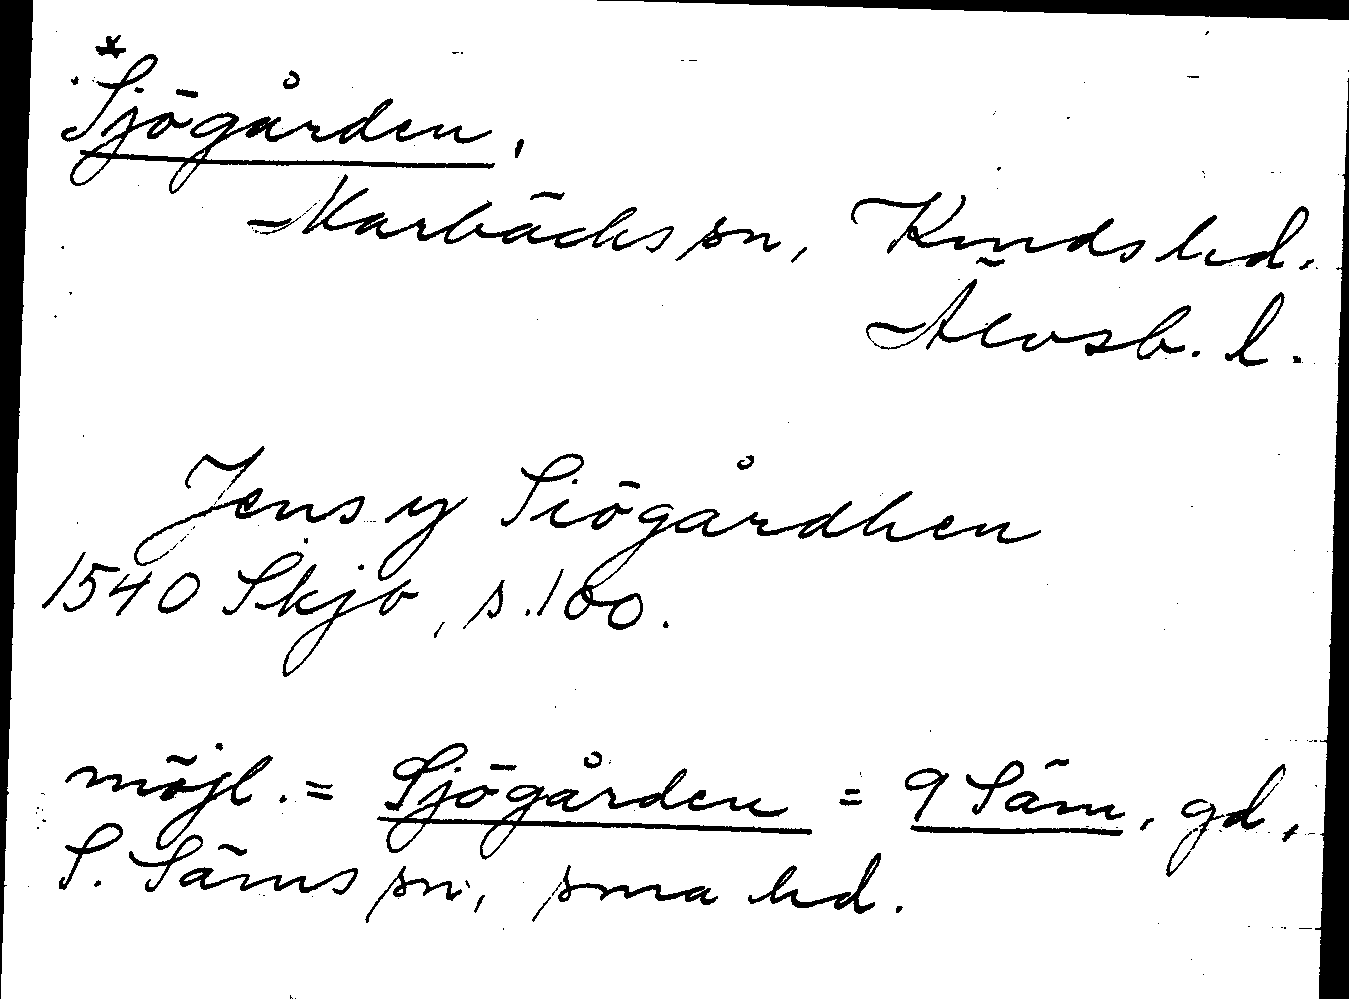 *Sjögården,
Marbäcks sn, Kinds hd.
Älvsb. l.
Jens y Siögårdhen
1540 Skjb, s. 100.
möjl. = Sjögården = 9 Säm, gd,
S. Säms sn, sma hd.